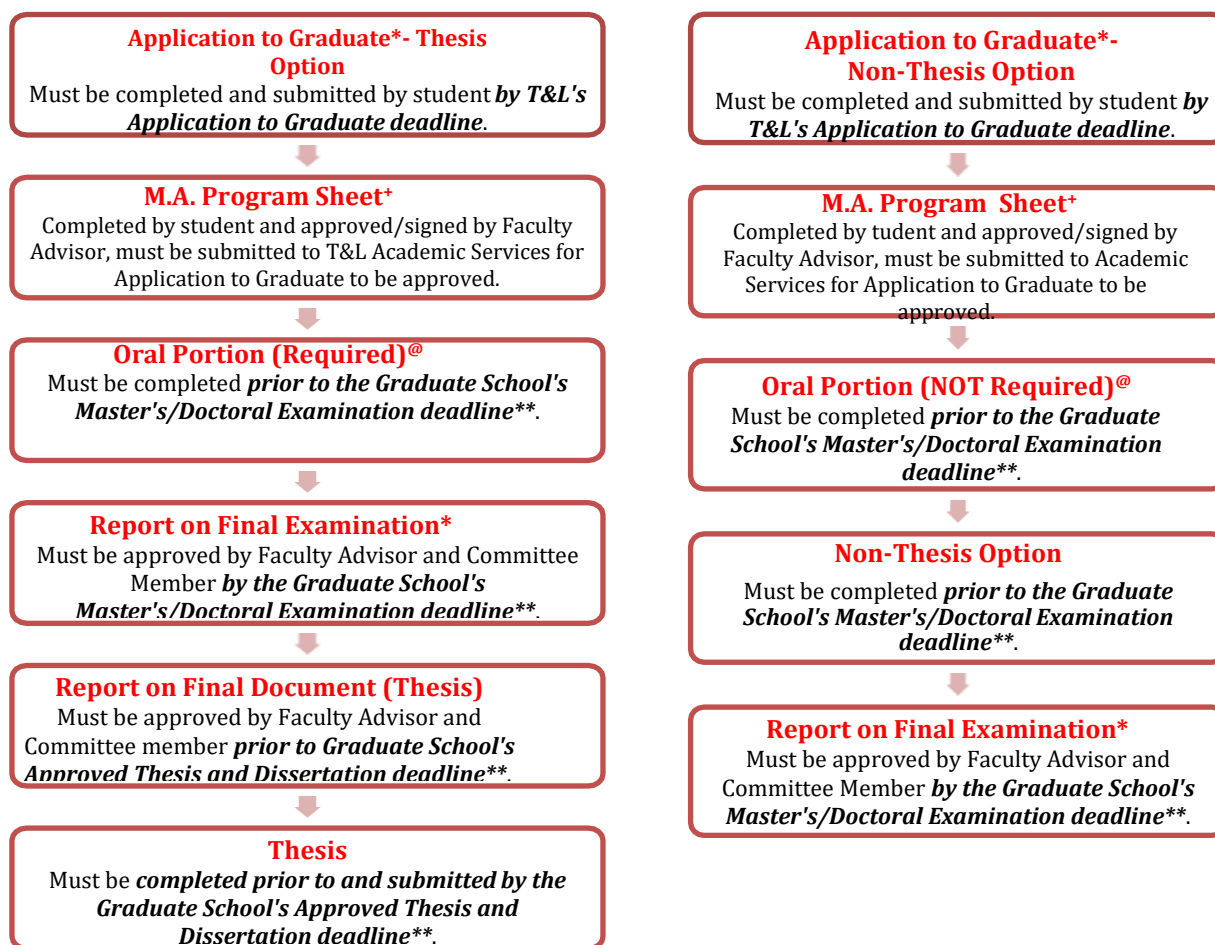 Application to Graduate*- Thesis
Option
Must be completed and submitted by student by T&L's
Application to Graduate deadline.
M.A. Program Sheet+
Completed by student and approved/signed by Faculty
Advisor, must be submitted to T&L Academic Services for
Application to Graduate to be approved.
Oral Portion (Required)@
Must be completed prior to the Graduate School's
Master's/Doctoral Examination deadline**.
Report on Final Examination*
Must be approved by Faculty Advisor and Committee
Member by the Graduate School's
Master's/Doctoral Examination deadline**.
Report on Final Document (Thesis)
Must be approved by Faculty Advisor and
Committee member prior to Graduate School's
Approved Thesis and Dissertation deadline**.
Thesis
Must be completed prior to and submitted by the
Graduate School's Approved Thesis and
Dissertation deadline**.
Application to Graduate*-
Non-Thesis Option
Must be completed and submitted by student by
T&L's Application to Graduate deadline.
M.A. Program Sheet+
Completed by tudent and approved/signed by
Faculty Advisor, must be submitted to Academic
Services for Application to Graduate to be
approved.
Oral Portion (NOT Required)@
Must be completed prior to the Graduate
School's Master's/Doctoral Examination
deadline**.
Non-Thesis Option
Must be completed prior to the Graduate
School's Master's/Doctoral Examination
deadline**.
Report on Final Examination*
Must be approved by Faculty Advisor and
Committee Member by the Graduate School's
Master's/Doctoral Examination deadline**.